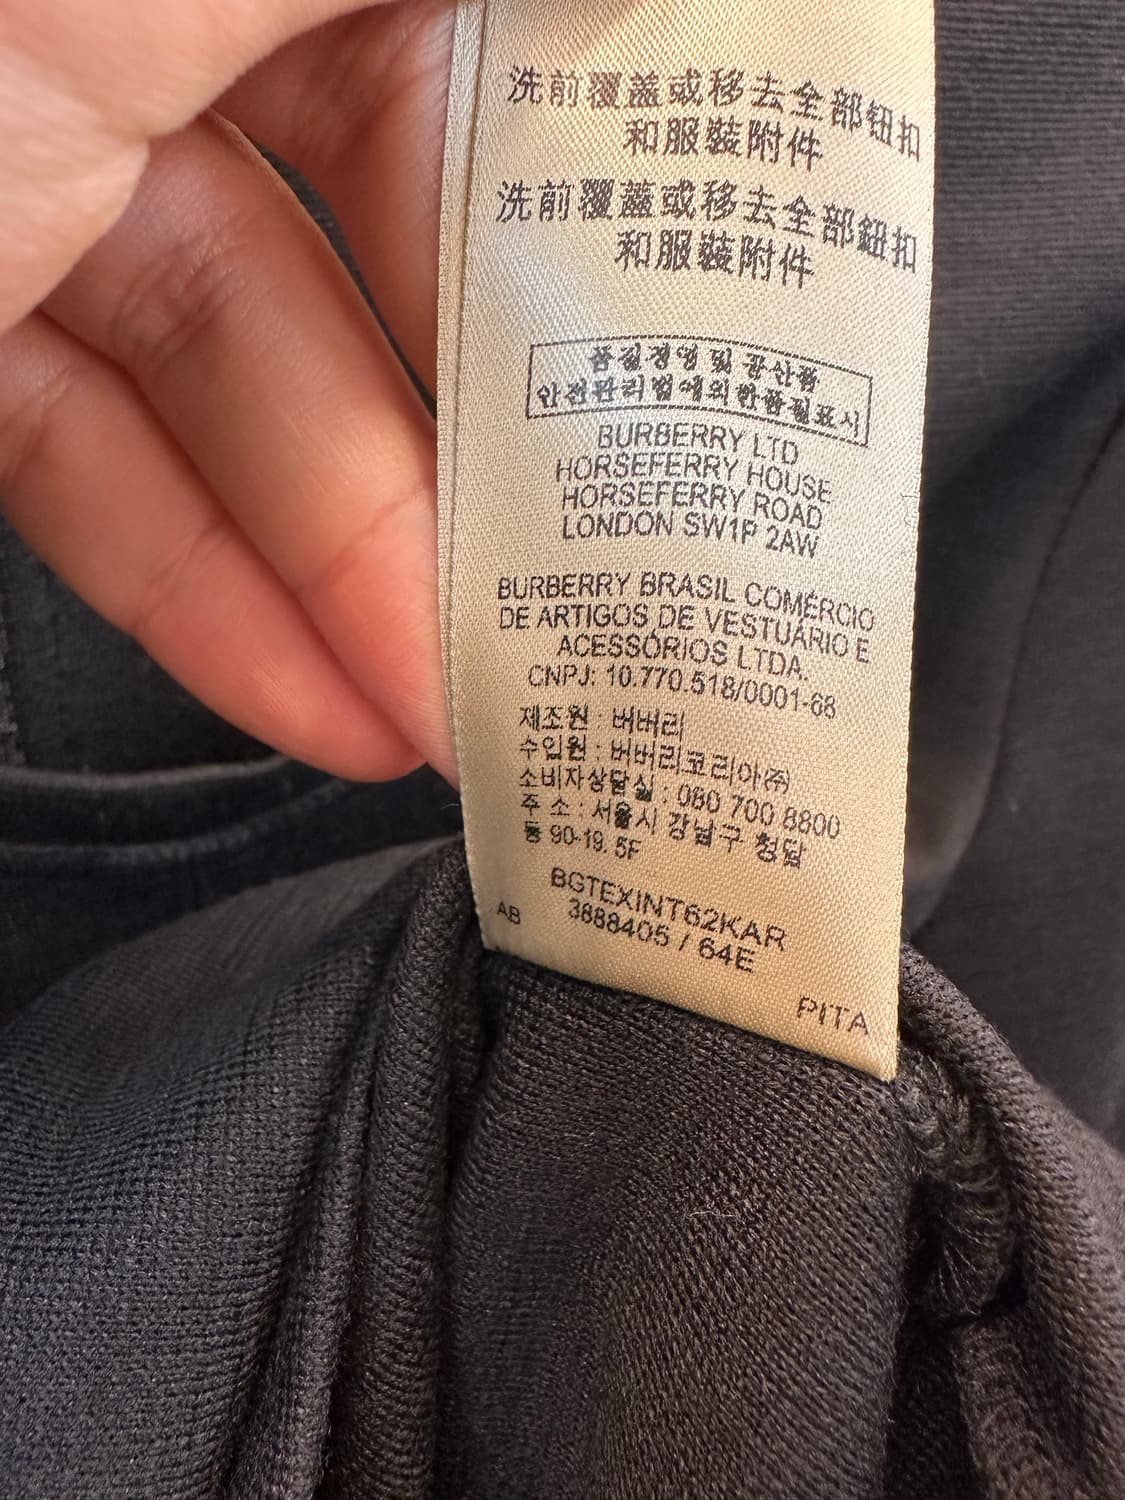 洗前覆蓋或移去全部钮扣
和服裝附件
洗前覆蓋或移去全部鈕扣
和服裝附件
품질경영 및 공산품
안전관리법에의한품질표시
BURBERRY LTD
HORSEFERRY HOUSE
HORSEFERRY ROAD
LONDON SW1P 2AW
BURBERRY BRASIL COMÉRCIO
DE ARTIGOS DE VESTUÁRIO E
ACESSÓRIOS LTDA.
CNPJ: 10.770.518/0001-68
제조원 : 버버리
수입원 : 버버리코리아(주)
소비자상담실 : 080 700 8800
주 소 : 서울시 강남구 청담
동 90-19. 5F
BGTEXINT62KAR
3888405 / 64E
AB
PITA